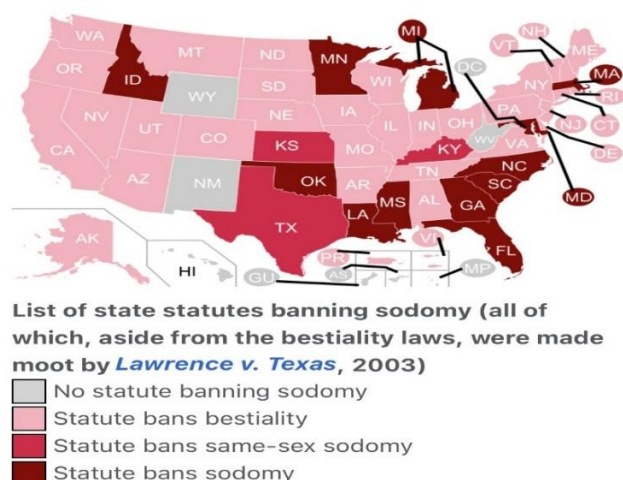 WA
MT
ND
MN
MI
VT
NH
ME
OR
ID
SD
WI
DC
NY
MA
WY
NE
IA
PA
RI
NV
UT
CO
IL
IN
OH
WV
VA
NJ
CT
CA
KS
MO
KY
DE
AZ
NM
OK
AR
TN
NC
MD
TX
LA
MS
AL
GA
SC
FL
AK
HI
PR
VI
GU
AS
MP
List of state statutes banning sodomy (all of
which, aside from the bestiality laws, were made
moot by Lawrence v. Texas, 2003)
No statute banning sodomy
Statute bans bestiality
Statute bans same-sex sodomy
Statute bans sodomy